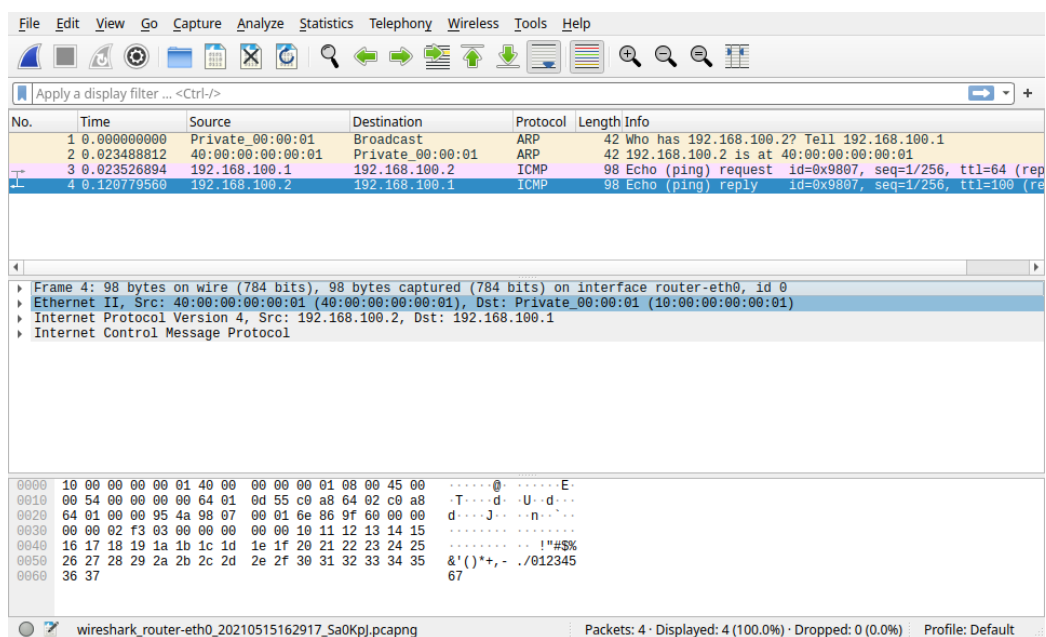 File Edit View Go Capture Analyze Statistics Telephony Wireless Tools Help
Apply a display filter ... <Ctrl-/>
No. Time Source Destination Protocol Length Info
1 0.000000000 Private_00:00:01 Broadcast ARP 42 Who has 192.168.100.2? Tell 192.168.100.1
2 0.023488812 40:00:00:00:00:01 Private_00:00:01 ARP 42 192.168.100.2 is at 40:00:00:00:00:01
3 0.023526894 192.168.100.1 192.168.100.2 ICMP 98 Echo (ping) request id=0x9807, seq=1/256, ttl=64 (rep
4 0.120779560 192.168.100.2 192.168.100.1 ICMP 98 Echo (ping) reply id=0x9807, seq=1/256, ttl=100 (re
Frame 4: 98 bytes on wire (784 bits), 98 bytes captured (784 bits) on interface router-eth0, id 0
Ethernet II, Src: 40:00:00:00:00:01 (40:00:00:00:00:01), Dst: Private_00:00:01 (10:00:00:00:00:01)
Internet Protocol Version 4, Src: 192.168.100.2, Dst: 192.168.100.1
Internet Control Message Protocol
0000 10 00 00 00 00 01 40 00 00 00 00 01 08 00 45 00 ······@· ······E·
0010 00 54 00 00 00 00 64 01 0d 55 c0 a8 64 02 c0 a8 ·T····d· ·U··d···
0020 64 01 00 00 95 4a 98 07 00 01 6e 86 9f 60 00 00 d····J·· ··n··`··
0030 00 00 02 f3 03 00 00 00 00 00 10 11 12 13 14 15 ········ ········
0040 16 17 18 19 1a 1b 1c 1d 1e 1f 20 21 22 23 24 25 ········ ·· !"#$%
0050 26 27 28 29 2a 2b 2c 2d 2e 2f 30 31 32 33 34 35 &'()*+,- ./012345
0060 36 37 67
wireshark_router-eth0_20210515162917_Sa0KpJ.pcapng Packets: 4 · Displayed: 4 (100.0%) · Dropped: 0 (0.0%) Profile: Default